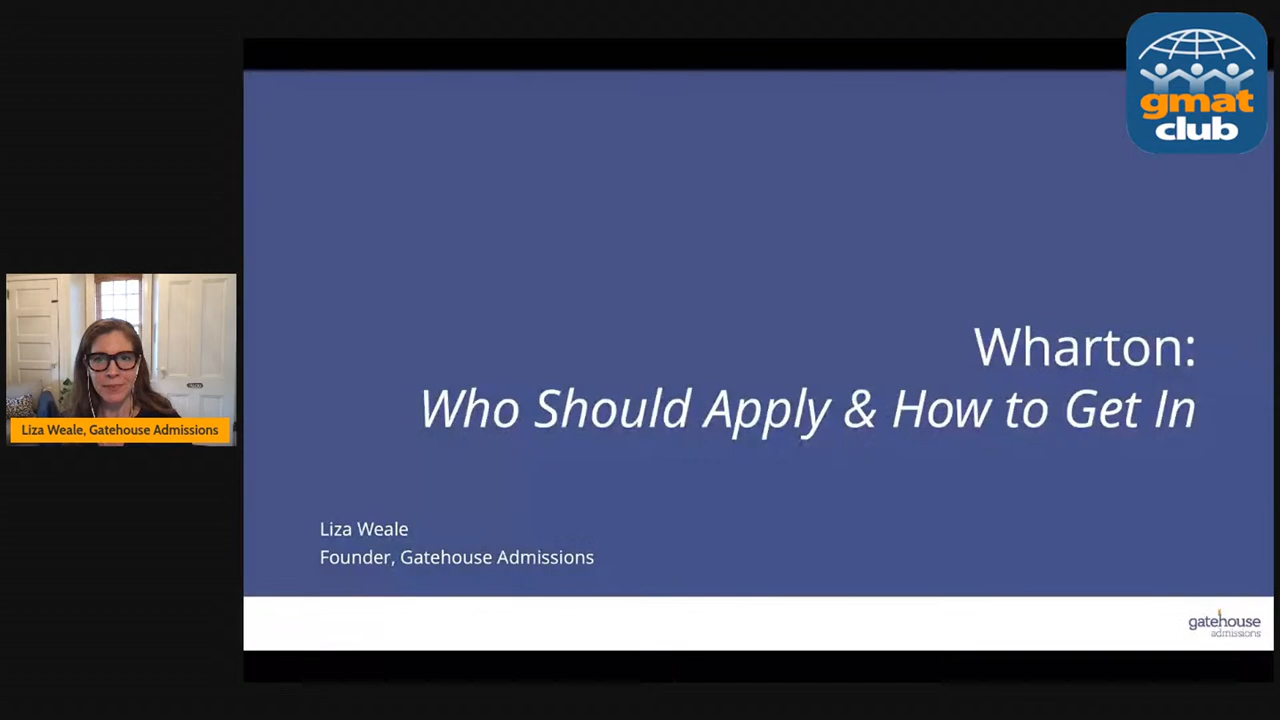 gmat
club
Wharton:
Who Should Apply & How to Get In
Liza Weale, Gatehouse Admissions
Liza Weale
Founder, Gatehouse Admissions
gatehouse
admissions